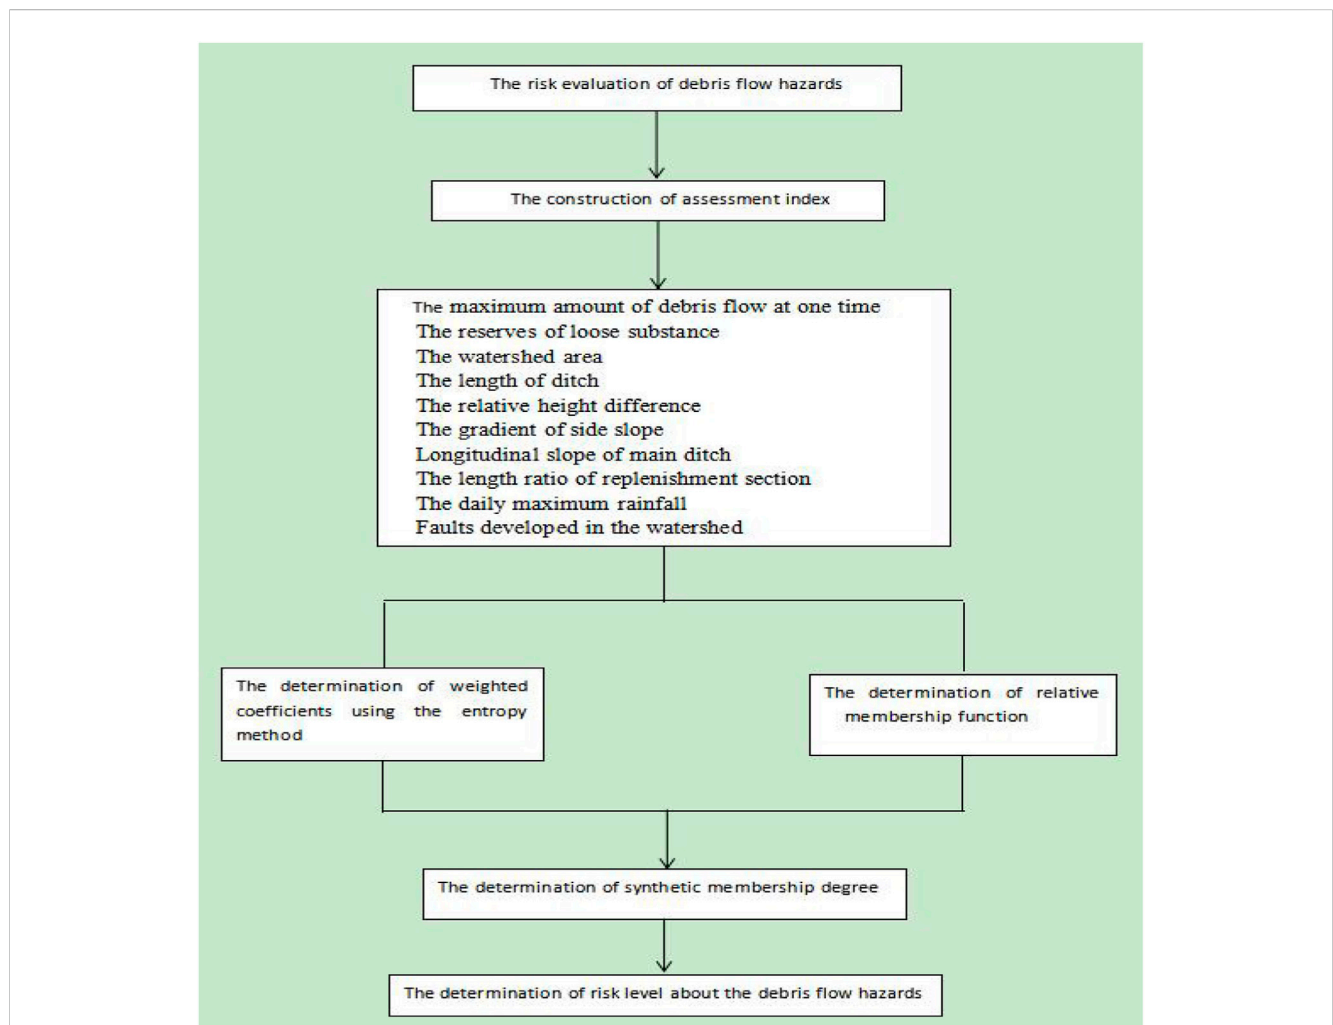 The risk evaluation of debris flow hazards
The construction of assessment index
The maximum amount of debris flow at one time
The reserves of loose substance
The watershed area
The length of ditch
The relative height difference
The gradient of side slope
Longitudinal slope of main ditch
The length ratio of replenishment section
The daily maximum rainfall
Faults developed in the watershed
The determination of weighted
coefficients using the entropy
method
The determination of relative
membership function
The determination of synthetic membership degree
The determination of risk level about the debris flow hazards